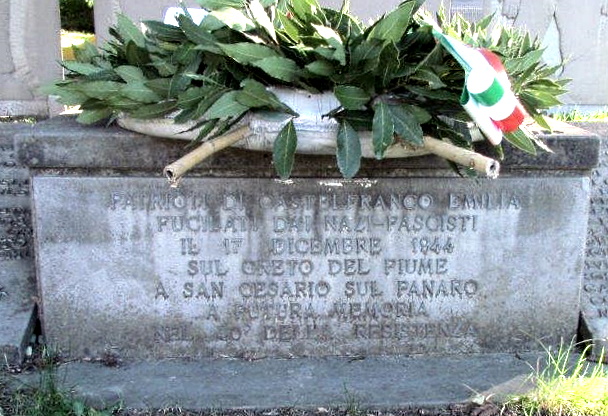 PATRIOTI DI CASTELFRANCO EMILIA
FUCILATI DAI NAZI-FASCISTI
IL 17 DICEMBRE 1944
SUL GRETO DEL FIUME
A SAN CESARIO SUL PANARO
A FUTURA MEMORIA
NEL DELLA RESISTENZA